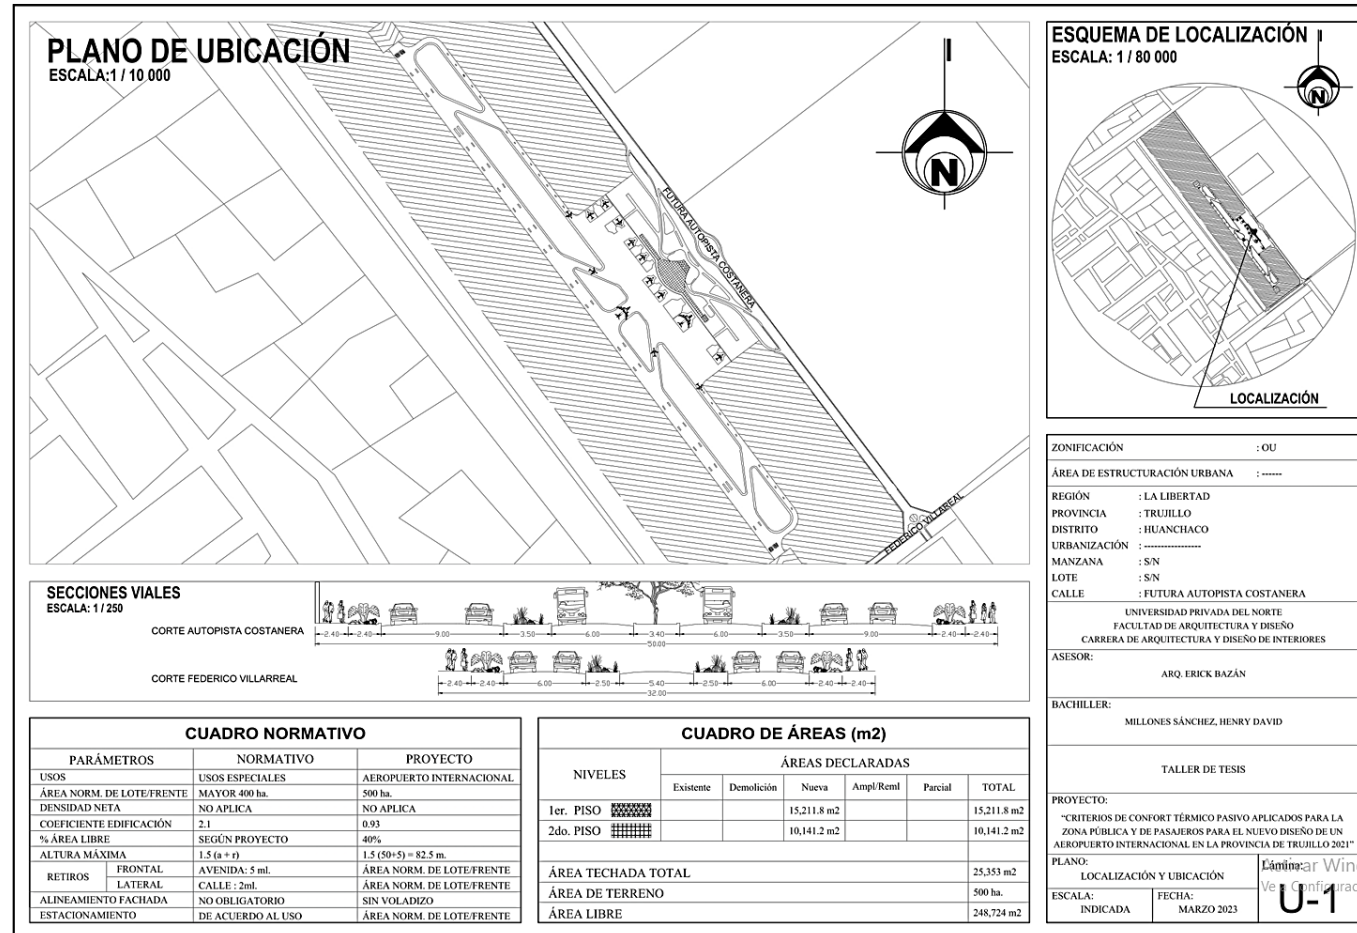 PLANO DE UBICACIÓN
ESCALA:1 / 10 000
N
FUTURA AUTOPISTA COSTANERA
FEDERICO VILLAREAL
ESQUEMA DE LOCALIZACIÓN
ESCALA: 1 / 80 000
N
LOCALIZACIÓN
SECCIONES VIALES
ESCALA: 1 / 250
CORTE AUTOPISTA COSTANERA
2.40 2.40 9.00 3.50 6.00 3.40 6.00 3.50 9.00 2.40 2.40
50.00
CORTE FEDERICO VILLARREAL
2.40 2.40 6.00 2.50 5.40 2.50 6.00 2.40 2.40
32.00
CUADRO NORMATIVO
PARÁMETROS NORMATIVO PROYECTO
USOS USOS ESPECIALES AEROPUERTO INTERNACIONAL
ÁREA NORM. DE LOTE/FRENTE MAYOR 400 ha. 500 ha.
DENSIDAD NETA NO APLICA NO APLICA
COEFICIENTE EDIFICACIÓN 2.1 0.93
% ÁREA LIBRE SEGÚN PROYECTO 40%
ALTURA MÁXIMA 1.5 (a + r) 1.5 (50+5) = 82.5 m.
RETIROS FRONTAL AVENIDA: 5 ml. ÁREA NORM. DE LOTE/FRENTE
LATERAL CALLE : 2ml. ÁREA NORM. DE LOTE/FRENTE
ALINEAMIENTO FACHADA NO OBLIGATORIO SIN VOLADIZO
ESTACIONAMIENTO DE ACUERDO AL USO ÁREA NORM. DE LOTE/FRENTE
CUADRO DE ÁREAS (m2)
NIVELES ÁREAS DECLARADAS
Existente Demolición Nueva Ampl/Reml Parcial TOTAL
1er. PISO 15,211.8 m2 15,211.8 m2
2do. PISO 10,141.2 m2 10,141.2 m2
ÁREA TECHADA TOTAL 25,353 m2
ÁREA DE TERRENO 500 ha.
ÁREA LIBRE 248,724 m2
ZONIFICACIÓN : OU
ÁREA DE ESTRUCTURACIÓN URBANA : ------
REGIÓN : LA LIBERTAD
PROVINCIA : TRUJILLO
DISTRITO : HUANCHACO
URBANIZACIÓN : -----------------
MANZANA : S/N
LOTE : S/N
CALLE : FUTURA AUTOPISTA COSTANERA
UNIVERSIDAD PRIVADA DEL NORTE
FACULTAD DE ARQUITECTURA Y DISEÑO
CARRERA DE ARQUITECTURA Y DISEÑO DE INTERIORES
ASESOR:
ARQ. ERICK BAZÁN
BACHILLER:
MILLONES SÁNCHEZ, HENRY DAVID
TALLER DE TESIS
PROYECTO:
“CRITERIOS DE CONFORT TÉRMICO PASIVO APLICADOS PARA LA
ZONA PÚBLICA Y DE PASAJEROS PARA EL NUEVO DISEÑO DE UN
AEROPUERTO INTERNACIONAL EN LA PROVINCIA DE TRUJILLO 2021”
PLANO:
LOCALIZACIÓN Y UBICACIÓN
Lámina:
U-1
ESCALA:
INDICADA
FECHA:
MARZO 2023